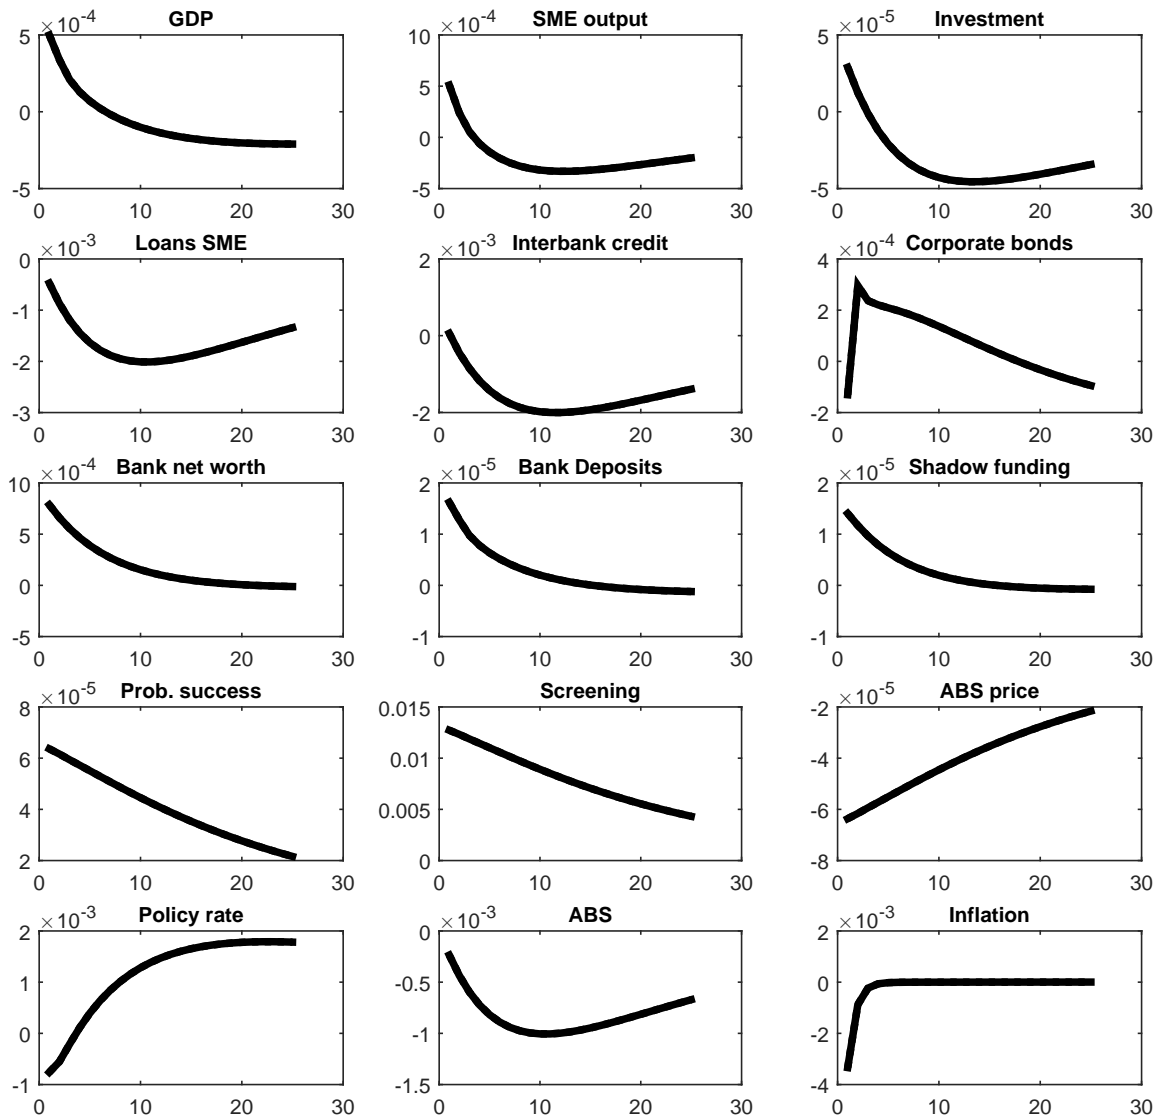 GDP
×10^-4
5
0
-5
0 10 20 30
SME output
×10^-4
10
5
0
-5
0 10 20 30
Investment
×10^-5
5
0
-5
0 10 20 30
Loans SME
×10^-3
0
-1
-2
-3
0 10 20 30
Interbank credit
×10^-3
2
0
-2
0 10 20 30
Corporate bonds
×10^-4
4
2
0
-2
0 10 20 30
Bank net worth
×10^-4
10
5
0
-5
0 10 20 30
Bank Deposits
×10^-5
2
1
0
-1
0 10 20 30
Shadow funding
×10^-5
2
1
0
-1
0 10 20 30
Prob. success
×10^-5
8
6
4
2
0 10 20 30
Screening
0.015
0.01
0.005
0
0 10 20 30
ABS price
×10^-5
-2
-4
-6
-8
0 10 20 30
Policy rate
×10^-3
2
1
0
-1
0 10 20 30
ABS
×10^-3
0
-0.5
-1
-1.5
0 10 20 30
Inflation
×10^-3
2
0
-2
-4
0 10 20 30